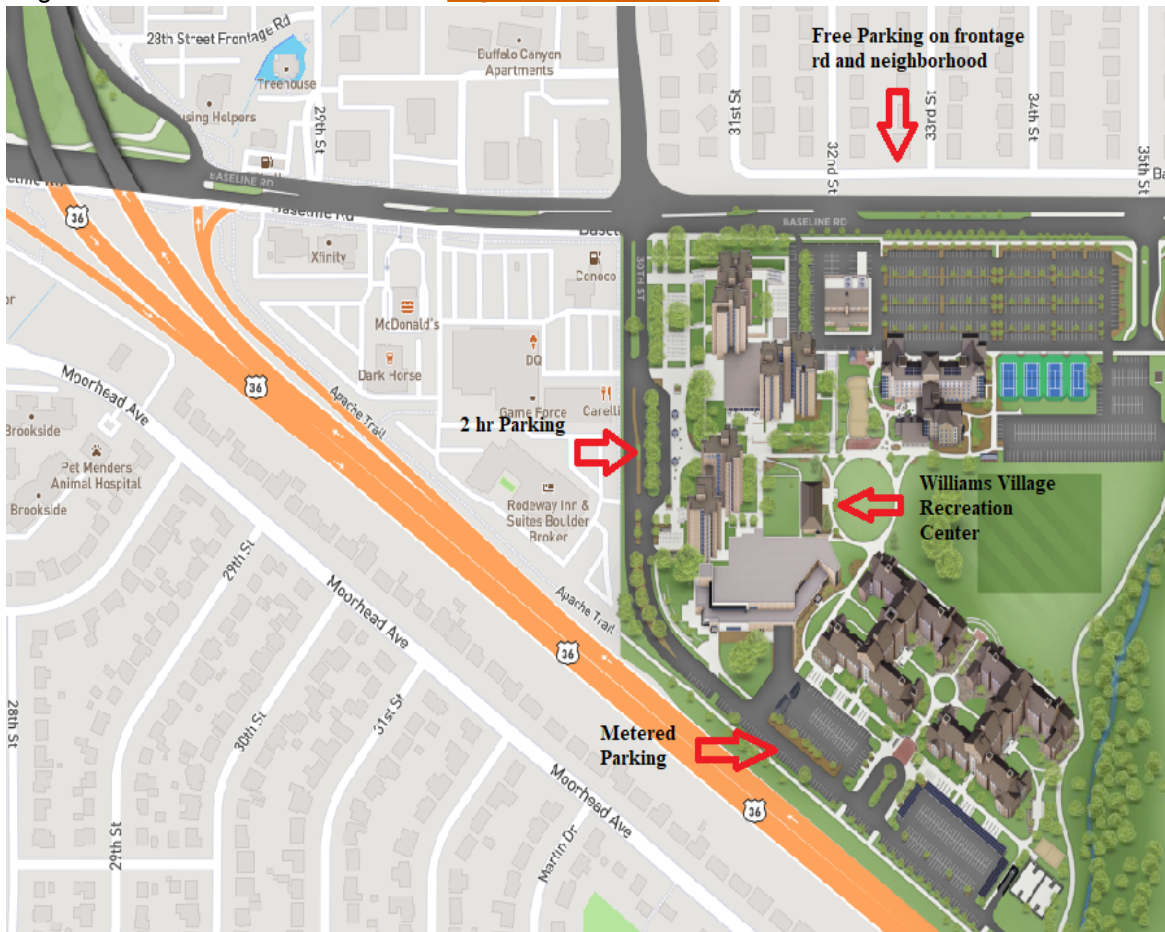 28th Street Frontage Rd
Buffalo Canyon
Apartments
Free Parking on frontage
rd and neighborhood
Treehouse
using Helpers
29th St
31st St
32nd St
33rd St
34th St
35th St
BASELINE RD
Baseline Rd
BASELINE RD
36
Xfinity
30TH ST
Conoco
McDonald's
DQ
Dark Horse
36
Moorhead Ave
Apache Trail
Game Force
Carelli
2 hr Parking
Brookside
Pet Menders
Animal Hospital
Brookside
Rodeway Inn &
Suites Boulder
Broker
Williams Village
Recreation
Center
29th St
Moorhead Ave
Apache Trail
36
28th St
30th St
31st St
Metered
Parking
Moorhead Ave
36
29th St
Martin Dr